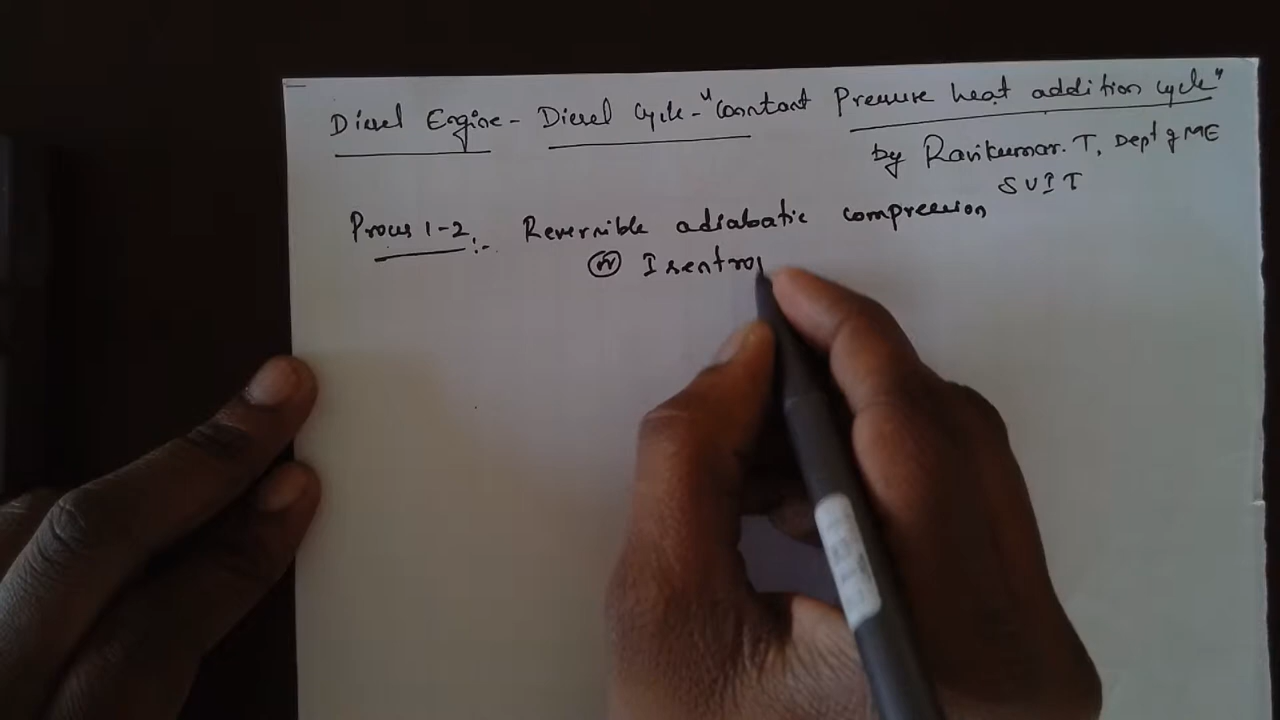 Diesel Engine - Diesel Cycle - "Constant Pressure heat addition cycle"
by Ravikumar. T, Dept of ME
SVIT
Process 1-2 :- Reversible adiabatic compression
(or) Isentrop